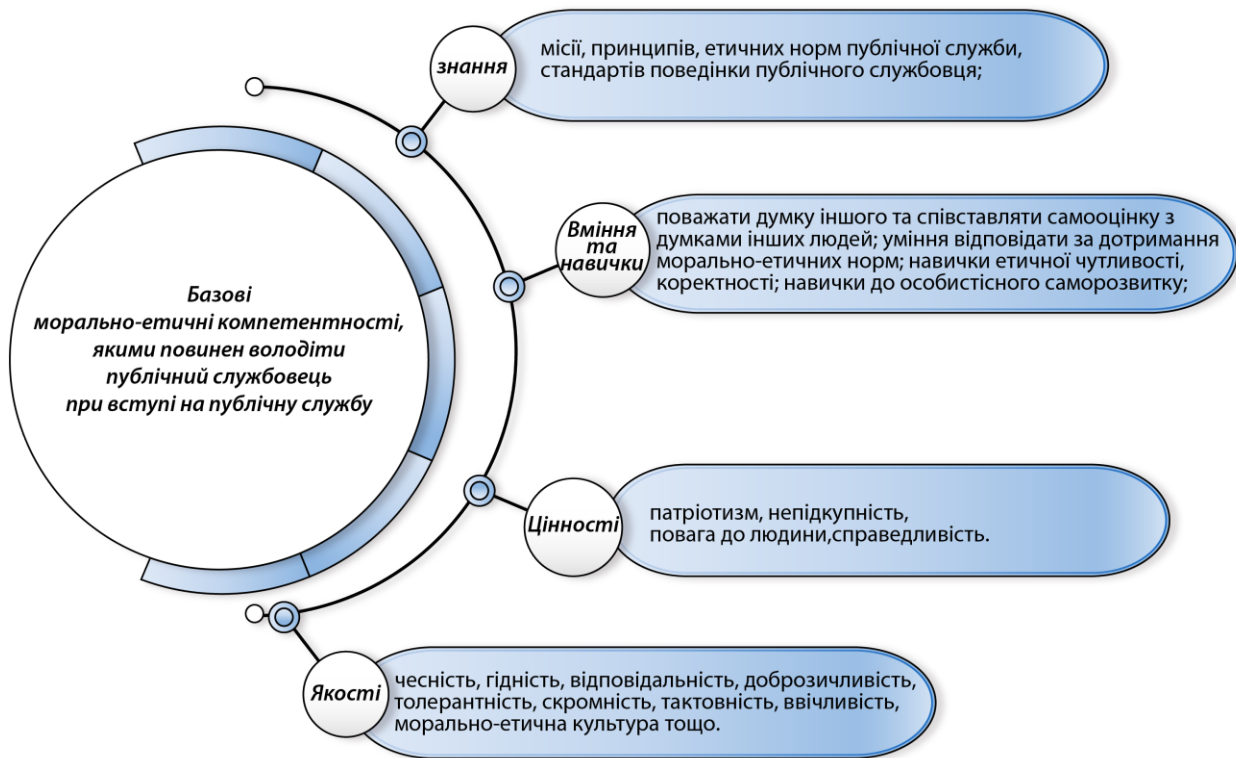 Базові
морально-етичні компетентності,
якими повинен володіти
публічний службовець
при вступі на публічну службу
знання
місії, принципів, етичних норм публічної служби,
стандартів поведінки публічного службовця;
Вміння
та
навички
поважати думку іншого та співставляти самооцінку з
думками інших людей; уміння відповідати за дотримання
морально-етичних норм; навички етичної чутливості,
коректності; навички до особистісного саморозвитку;
Цінності
патріотизм, непідкупність,
повага до людини,справедливість.
Якості
чесність, гідність, відповідальність, доброзичливість,
толерантність, скромність, тактовність, ввічливість,
морально-етична культура тощо.